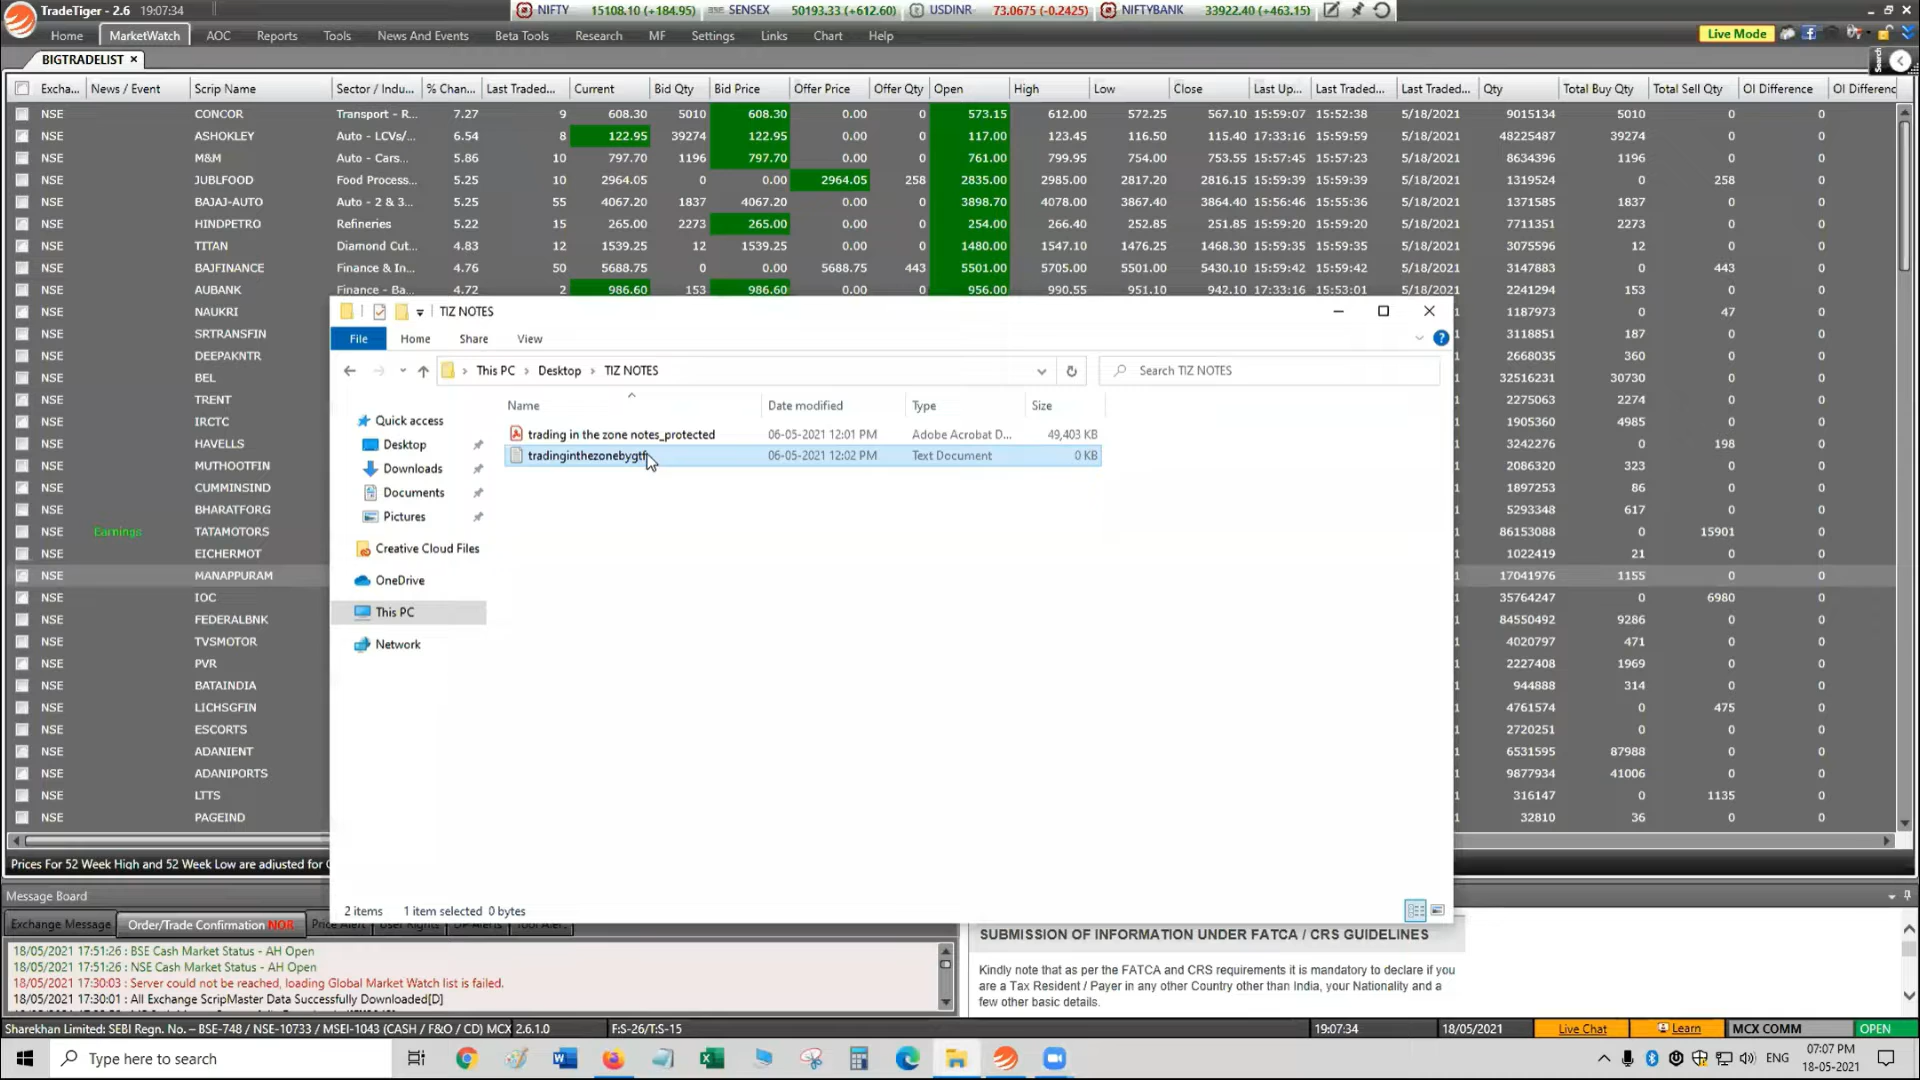 TradeTiger - 2.6 19:07:34 NIFTY 15108.10 (+184.95) SENSEX 50193.33 (+612.60) USDINR 73.0675 (-0.2425) NIFTYBANK 33922.40 (+463.15)
Home MarketWatch AOC Reports Tools News And Events Beta Tools Research MF Settings Links Chart Help Live Mode
BIGTRADELIST Search
Excha... News / Event Scrip Name Sector / Indu... % Chan... Last Traded... Current Bid Qty Bid Price Offer Price Offer Qty Open High Low Close Last Up... Last Traded... Last Traded... Qty Total Buy Qty Total Sell Qty OI Difference OI Differenc
NSE CONCOR Transport - R... 7.27 9 608.30 5010 608.30 0.00 0 573.15 612.00 572.25 567.10 15:59:07 15:52:38 5/18/2021 9015134 5010 0 0
NSE ASHOKLEY Auto - LCVs/... 6.54 8 122.95 39274 122.95 0.00 0 117.00 123.45 116.50 115.40 17:33:16 15:59:59 5/18/2021 48225487 39274 0 0
NSE M&M Auto - Cars... 5.86 10 797.70 1196 797.70 0.00 0 761.00 799.95 754.00 753.55 15:57:45 15:57:23 5/18/2021 8634396 1196 0 0
NSE JUBLFOOD Food Process... 5.25 10 2964.05 0 0.00 2964.05 258 2835.00 2985.00 2817.20 2816.15 15:59:39 15:59:39 5/18/2021 1319524 0 258 0
NSE BAJAJ-AUTO Auto - 2 & 3... 5.25 55 4067.20 1837 4067.20 0.00 0 3898.70 4078.00 3867.40 3864.40 15:56:46 15:55:36 5/18/2021 1371585 1837 0 0
NSE HINDPETRO Refineries 5.22 15 265.00 2273 265.00 0.00 0 254.00 266.40 252.85 251.85 15:59:20 15:59:20 5/18/2021 7711351 2273 0 0
NSE TITAN Diamond Cut... 4.83 12 1539.25 12 1539.25 0.00 0 1480.00 1547.10 1476.25 1468.30 15:59:35 15:59:35 5/18/2021 3075596 12 0 0
NSE BAJFINANCE Finance & In... 4.76 50 5688.75 0 0.00 5688.75 443 5501.00 5705.00 5501.00 5430.10 15:59:42 15:59:42 5/18/2021 3147883 0 443 0
NSE AUBANK Finance - Ba... 4.72 2 986.60 153 986.60 0.00 0 956.00 990.55 951.10 942.10 17:33:16 15:53:01 5/18/2021 2241294 153 0 0
NSE NAUKRI 1187973 0 47 0
NSE SRTRANSFIN 3118851 187 0 0
NSE DEEPAKNTR 2668035 360 0 0
NSE BEL 32516231 30730 0 0
NSE TRENT 2275063 2274 0 0
NSE IRCTC 1905360 4985 0 0
NSE HAVELLS 3242276 0 198 0
NSE MUTHOOTFIN 2086320 323 0 0
NSE CUMMINSIND 1897253 86 0 0
NSE BHARATFORG 5293348 617 0 0
NSE Earnings TATAMOTORS 86153088 0 15901 0
NSE EICHERMOT 1022419 21 0 0
NSE MANAPPURAM 17041976 1155 0 0
NSE IOC 35764247 0 6980 0
NSE FEDERALBNK 84550492 9286 0 0
NSE TVSMOTOR 4020797 471 0 0
NSE PVR 2227408 1969 0 0
NSE BATAINDIA 944888 314 0 0
NSE LICHSGFIN 4761574 0 475 0
NSE ESCORTS 2720251 0 0 0
NSE ADANIENT 6531595 87988 0 0
NSE ADANIPORTS 9877934 41006 0 0
NSE LTTS 316147 0 1135 0
NSE PAGEIND 32810 36 0 0
Prices For 52 Week High and 52 Week Low are adjusted for C
TIZ NOTES
File Home Share View
This PC Desktop TIZ NOTES Search TIZ NOTES
Name Date modified Type Size
trading in the zone notes_protected 06-05-2021 12:01 PM Adobe Acrobat D... 49,403 KB
tradinginthezonebygtf 06-05-2021 12:02 PM Text Document 0 KB
Quick access
Desktop
Downloads
Documents
Pictures
Creative Cloud Files
OneDrive
This PC
Network
2 items 1 item selected 0 bytes
Message Board
Exchange Message Order/Trade Confirmation NOR Price Alert User Rights DP Alerts Tool Aler..
18/05/2021 17:51:26 : BSE Cash Market Status - AH Open
18/05/2021 17:51:26 : NSE Cash Market Status - AH Open
18/05/2021 17:30:03 : Server could not be reached, loading Global Market Watch list is failed.
18/05/2021 17:30:01 : All Exchange ScripMaster Data Successfully Downloaded[D]
SUBMISSION OF INFORMATION UNDER FATCA / CRS GUIDELINES
Kindly note that as per the FATCA and CRS requirements it is mandatory to declare if you
are a Tax Resident / Payer in any other Country other than India, your Nationality and a
few other basic details.
Sharekhan Limited: SEBI Regn. No. – BSE-748 / NSE-10733 / MSEI-1043 (CASH / F&O / CD) MCX 2.6.1.0 F:S-26/T:S-15 19:07:34 18/05/2021 Live Chat Learn MCX COMM OPEN
Type here to search ENG 07:07 PM
18-05-2021